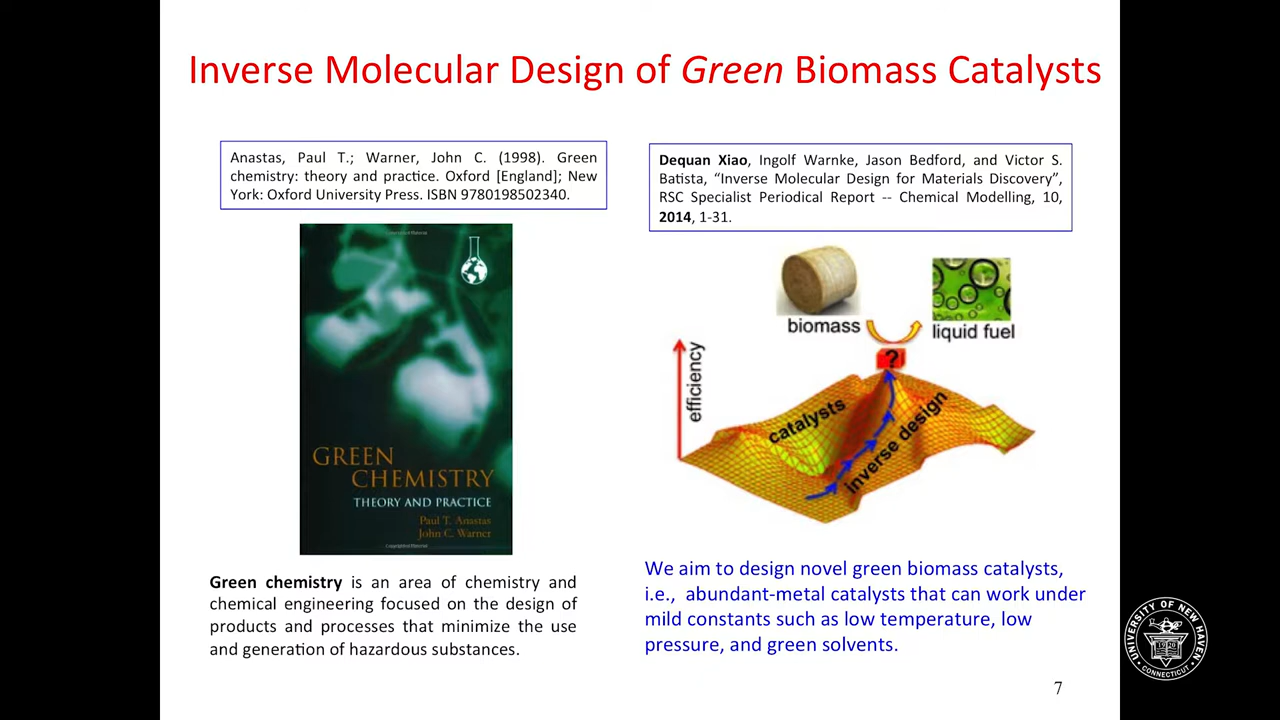 Inverse Molecular Design of Green Biomass Catalysts
Anastas, Paul T.; Warner, John C. (1998). Green
chemistry: theory and practice. Oxford [England]; New
York: Oxford University Press. ISBN 9780198502340.
GREEN
CHEMISTRY
THEORY AND PRACTICE
Paul T. Anastas
John C. Warner
Green chemistry is an area of chemistry and
chemical engineering focused on the design of
products and processes that minimize the use
and generation of hazardous substances.
Dequan Xiao, Ingolf Warnke, Jason Bedford, and Victor S.
Batista, “Inverse Molecular Design for Materials Discovery”,
RSC Specialist Periodical Report -- Chemical Modelling, 10,
2014, 1-31.
biomass
liquid fuel
?
efficiency
catalysts
inverse design
We aim to design novel green biomass catalysts,
i.e., abundant-metal catalysts that can work under
mild constants such as low temperature, low
pressure, and green solvents.
UNIVERSITY OF NEW HAVEN
CONNECTICUT
7